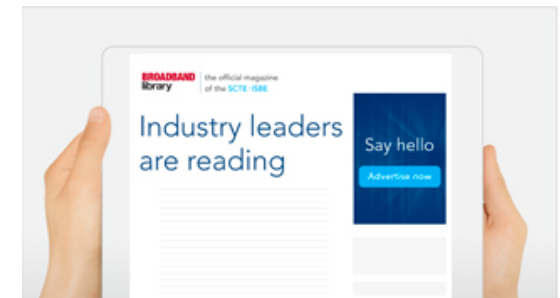 BROADBAND
library
the official magazine
of the SCTE•ISBE
Industry leaders
are reading
Say hello
Advertise now